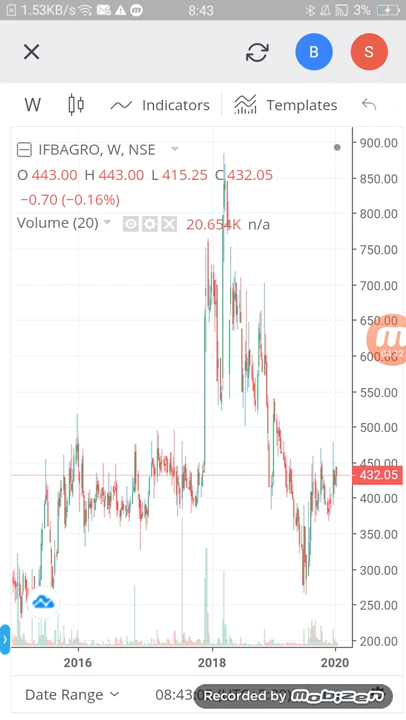 1.53KB/s 8:43 3%
B S
W Indicators Templates
IFBAGRO, W, NSE
O 443.00 H 443.00 L 415.25 C 432.05
−0.70 (−0.16%)
Volume (20) 20.654K n/a
900.00
850.00
800.00
750.00
700.00
650.00
600.00
550.00
500.00
450.00
432.05
400.00
350.00
300.00
250.00
200.00
2016 2018 2020
Date Range 08:43
Recorded by mobizen